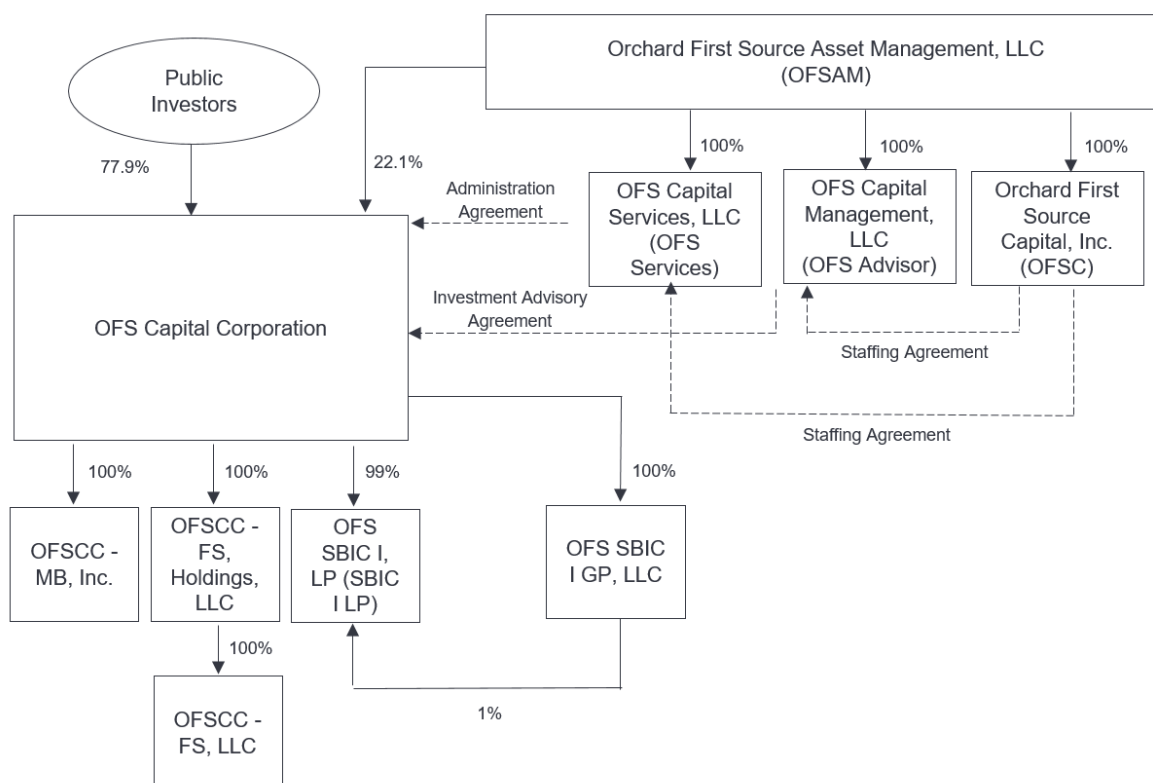 Orchard First Source Asset Management, LLC
(OFSAM)
Public
Investors
77.9%
22.1%
100%
100%
100%
Administration
Agreement
OFS Capital
Services, LLC
(OFS
Services)
OFS Capital
Management,
LLC
(OFS Advisor)
Orchard First
Source
Capital, Inc.
(OFSC)
OFS Capital Corporation
Investment Advisory
Agreement
Staffing Agreement
Staffing Agreement
100%
100%
99%
100%
OFSCC -
MB, Inc.
OFSCC -
FS,
Holdings,
LLC
OFS
SBIC I,
LP (SBIC
I LP)
OFS SBIC
I GP, LLC
100%
1%
OFSCC -
FS, LLC